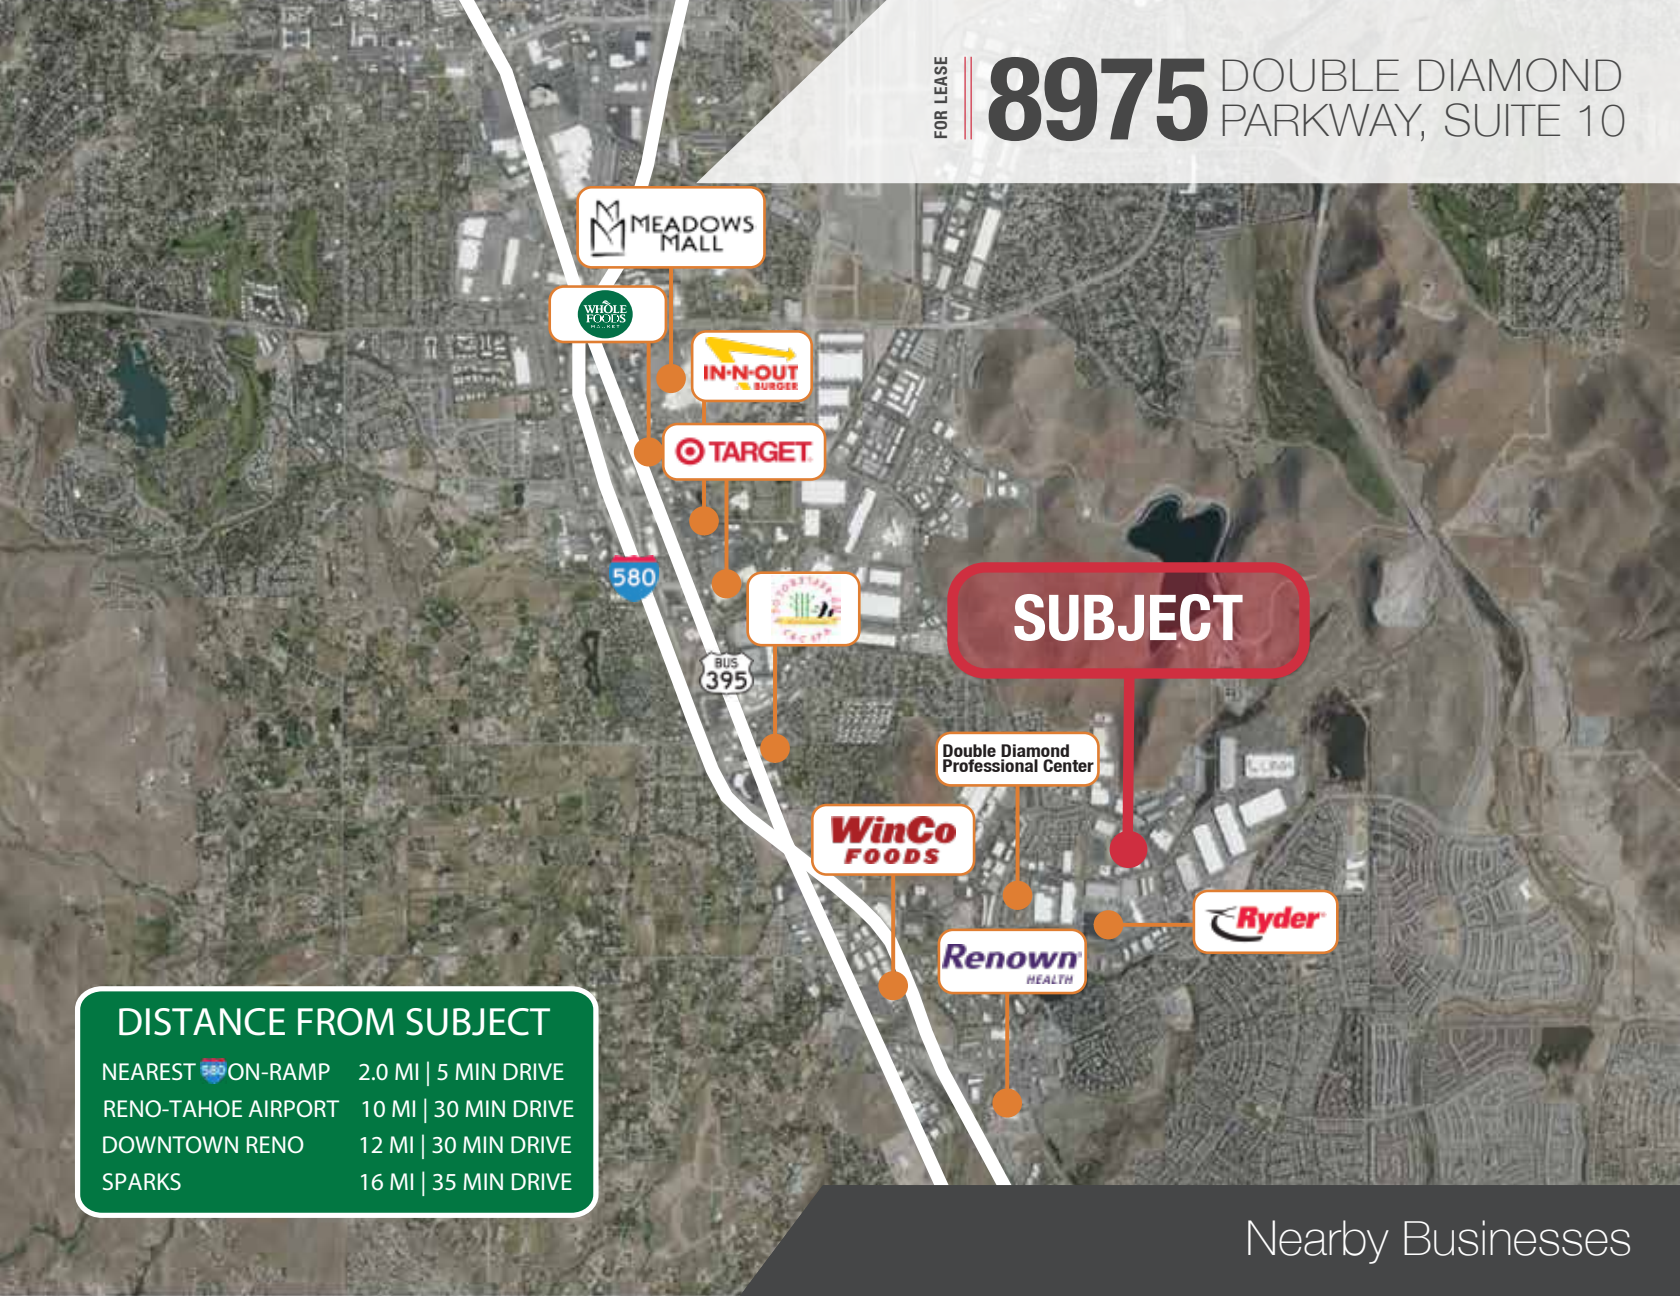 FOR LEASE
8975
DOUBLE DIAMOND
PARKWAY, SUITE 10
MEADOWS
MALL
WHOLE
FOODS
MARKET
IN-N-OUT
BURGER
TARGET
580
BUS
395
SUBJECT
Double Diamond
Professional Center
WinCo
FOODS
Ryder
Renown
HEALTH
DISTANCE FROM SUBJECT
NEAREST 580 ON-RAMP 2.0 MI | 5 MIN DRIVE
RENO-TAHOE AIRPORT 10 MI | 30 MIN DRIVE
DOWNTOWN RENO 12 MI | 30 MIN DRIVE
SPARKS 16 MI | 35 MIN DRIVE
Nearby Businesses